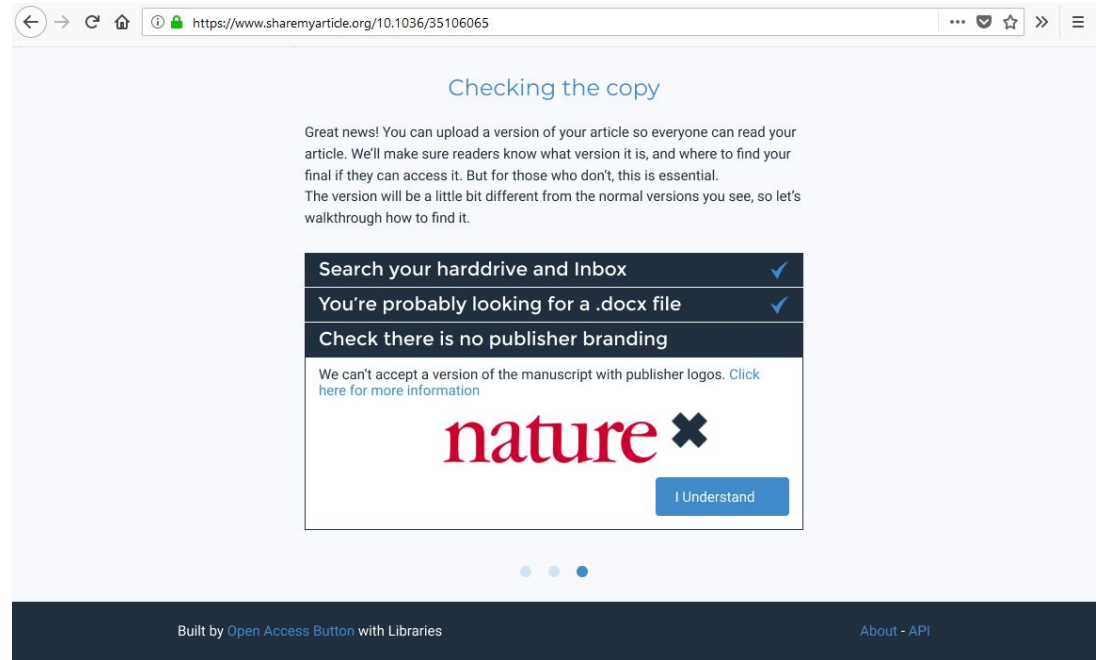 https://www.sharemyarticle.org/10.1036/35106065
Checking the copy
Great news! You can upload a version of your article so everyone can read your
article. We'll make sure readers know what version it is, and where to find your
final if they can access it. But for those who don't, this is essential.
The version will be a little bit different from the normal versions you see, so let's
walkthrough how to find it.
Search your harddrive and Inbox
You're probably looking for a .docx file
Check there is no publisher branding
We can't accept a version of the manuscript with publisher logos. Click
here for more information
nature
I Understand
Built by Open Access Button with Libraries
About - API